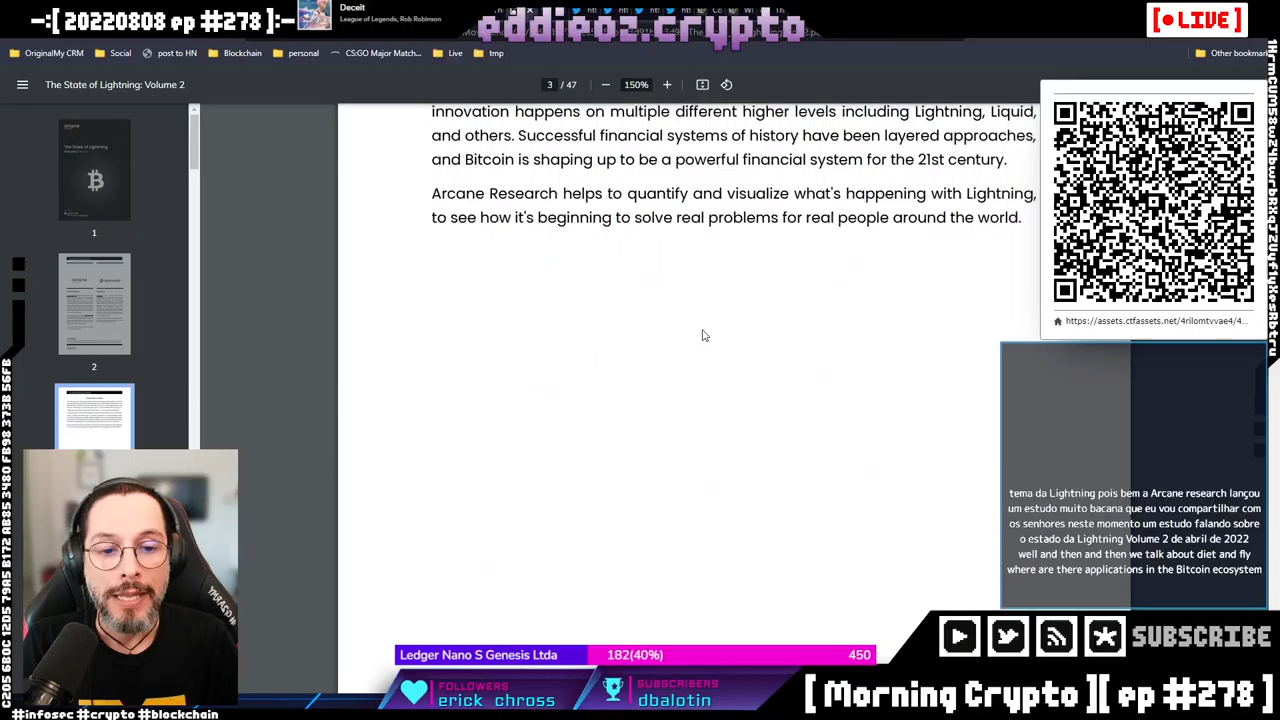 -:[ 20220808 ep #278 ]:-
Deceit
League of Legends, Rob Robinson
eddieoz.crypto
[ LIVE ]
OriginalMy CRM
Social
post to HN
Blockchain
personal
CS:GO Major Match...
Live
tmp
Other bookmar
The State of Lightning: Volume 2
3 / 47
150%
innovation happens on multiple different higher levels including Lightning, Liquid,
and others. Successful financial systems of history have been layered approaches,
and Bitcoin is shaping up to be a powerful financial system for the 21st century.
Arcane Research helps to quantify and visualize what's happening with Lightning,
to see how it's beginning to solve real problems for real people around the world.
1
2
https://assets.ctfassets.net/4rilomtvvae4/4...
tema da Lightning pois bem a Arcane research lançou
um estudo muito bacana que eu vou compartilhar com
os senhores neste momento um estudo falando sobre
o estado da Lightning Volume 2 de abril de 2022
well and then and then we talk about diet and fly
where are there applications in the Bitcoin ecosystem
SUBSCRIBE
Ledger Nano S Genesis Ltda
182(40%)
450
FOLLOWERS
erick_chross
SUBSCRIBERS
dbalotin
[ Morning Crypto ][ ep #278 ]
#infosec #crypto #blockchain